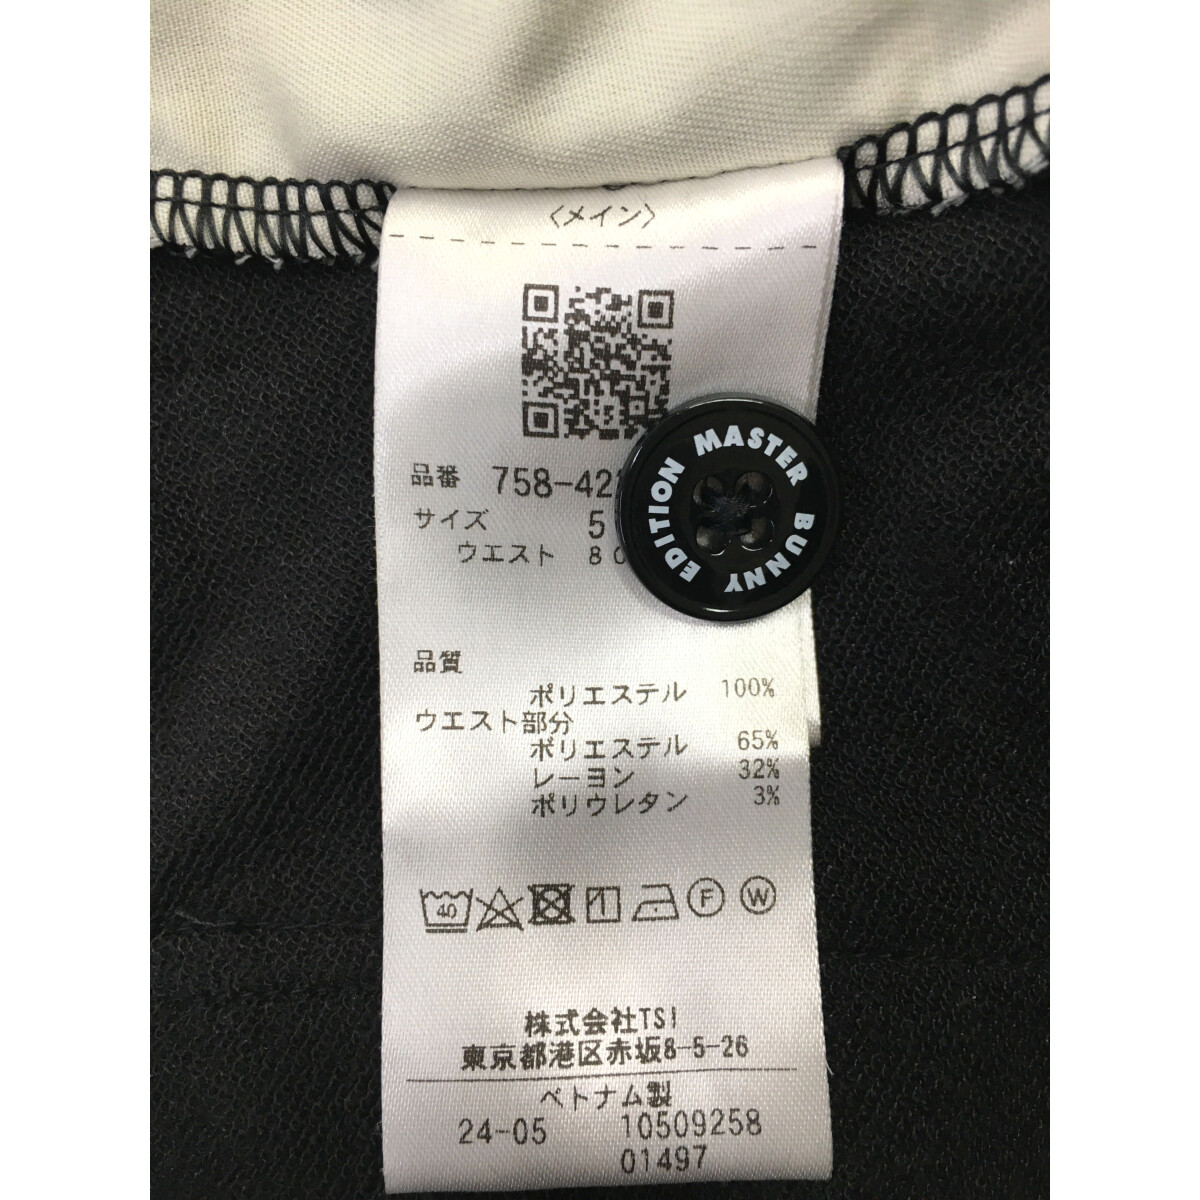 〈メイン〉
品番 758-42
サイズ 5
ウエスト 80
MASTER BUNNY EDITION
品質
ポリエステル 100%
ウエスト部分
ポリエステル 65%
レーヨン 32%
ポリウレタン 3%
40 F W
株式会社TSI
東京都港区赤坂8-5-26
ベトナム製
24-05 10509258
01497